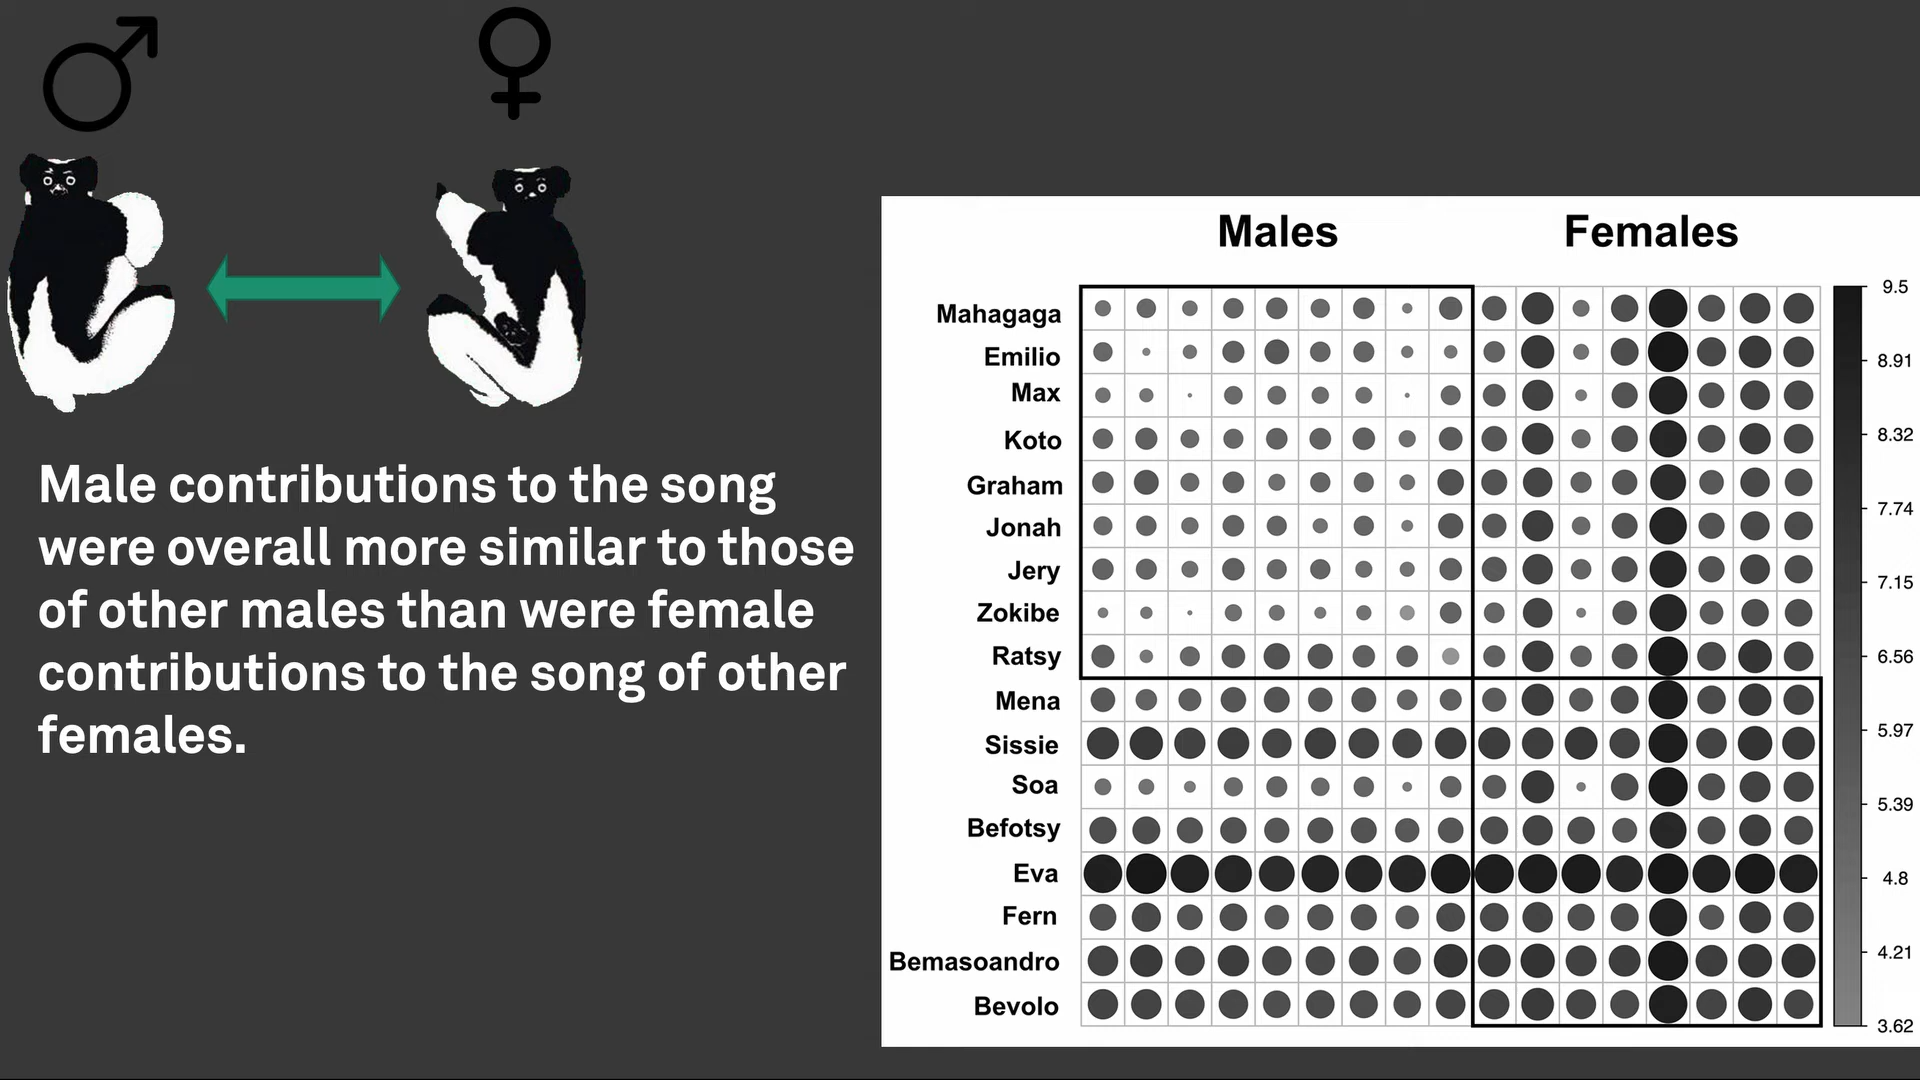 Male contributions to the song
were overall more similar to those
of other males than were female
contributions to the song of other
females.
Males Females
Mahagaga
Emilio
Max
Koto
Graham
Jonah
Jery
Zokibe
Ratsy
Mena
Sissie
Soa
Befotsy
Eva
Fern
Bemasoandro
Bevolo
9.5
8.91
8.32
7.74
7.15
6.56
5.97
5.39
4.8
4.21
3.62